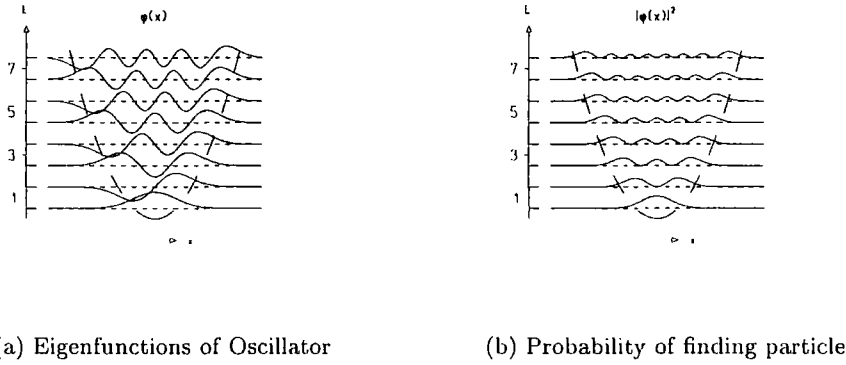 φ(x)
7
5
3
1
x
|φ(x)|²
7
5
3
1
x
a) Eigenfunctions of Oscillator
(b) Probability of finding particle